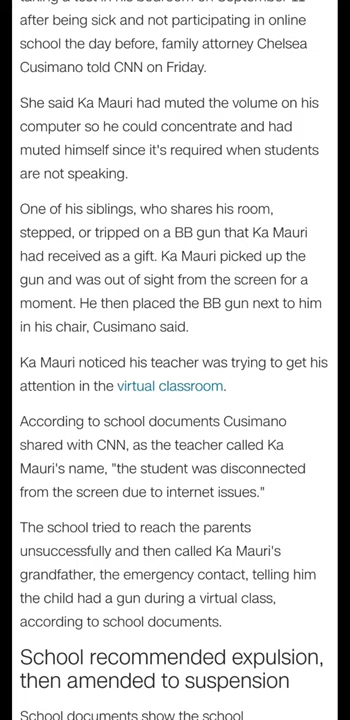 taking a test in his bedroom on September 11
after being sick and not participating in online
school the day before, family attorney Chelsea
Cusimano told CNN on Friday.
She said Ka Mauri had muted the volume on his
computer so he could concentrate and had
muted himself since it's required when students
are not speaking.
One of his siblings, who shares his room,
stepped, or tripped on a BB gun that Ka Mauri
had received as a gift. Ka Mauri picked up the
gun and was out of sight from the screen for a
moment. He then placed the BB gun next to him
in his chair, Cusimano said.
Ka Mauri noticed his teacher was trying to get his
attention in the virtual classroom.
According to school documents Cusimano
shared with CNN, as the teacher called Ka
Mauri's name, "the student was disconnected
from the screen due to internet issues."
The school tried to reach the parents
unsuccessfully and then called Ka Mauri's
grandfather, the emergency contact, telling him
the child had a gun during a virtual class,
according to school documents.
School recommended expulsion,
then amended to suspension
School documents show the school